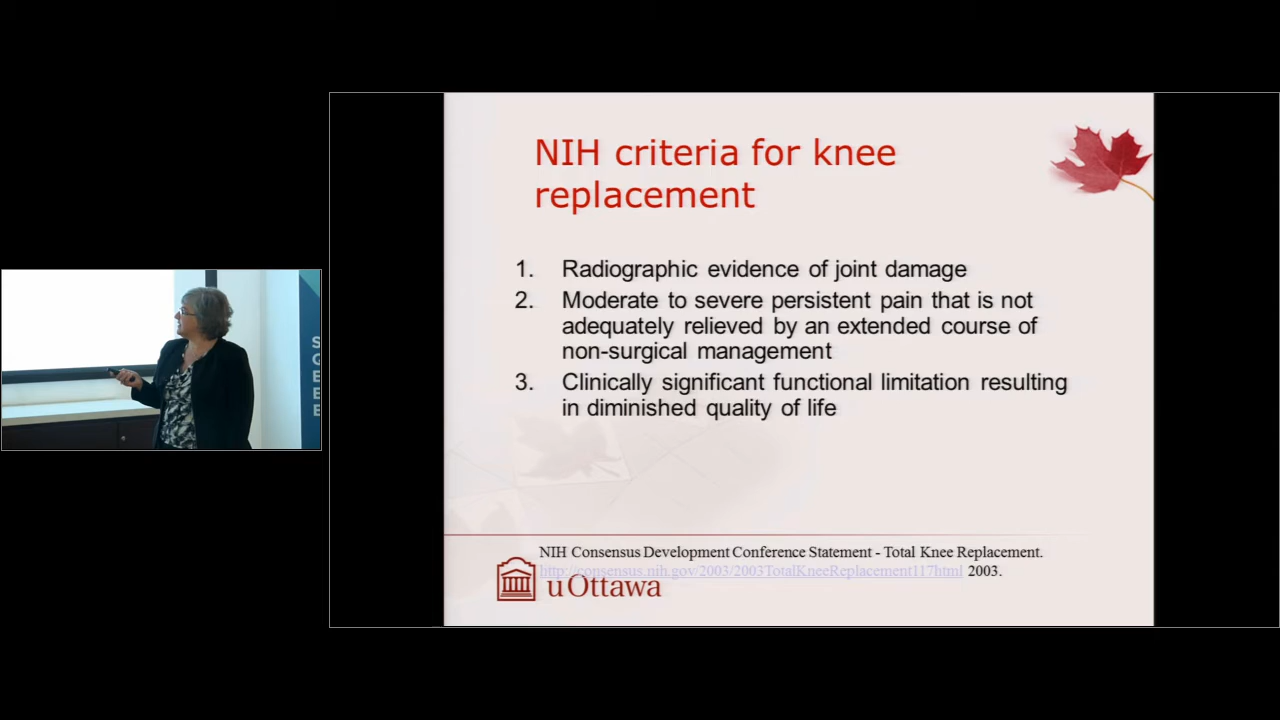 NIH criteria for knee
replacement
1. Radiographic evidence of joint damage
2. Moderate to severe persistent pain that is not
adequately relieved by an extended course of
non-surgical management
3. Clinically significant functional limitation resulting
in diminished quality of life
NIH Consensus Development Conference Statement - Total Knee Replacement.
http://consensus.nih.gov/2003/2003TotalKneeReplacement117html 2003.
uOttawa